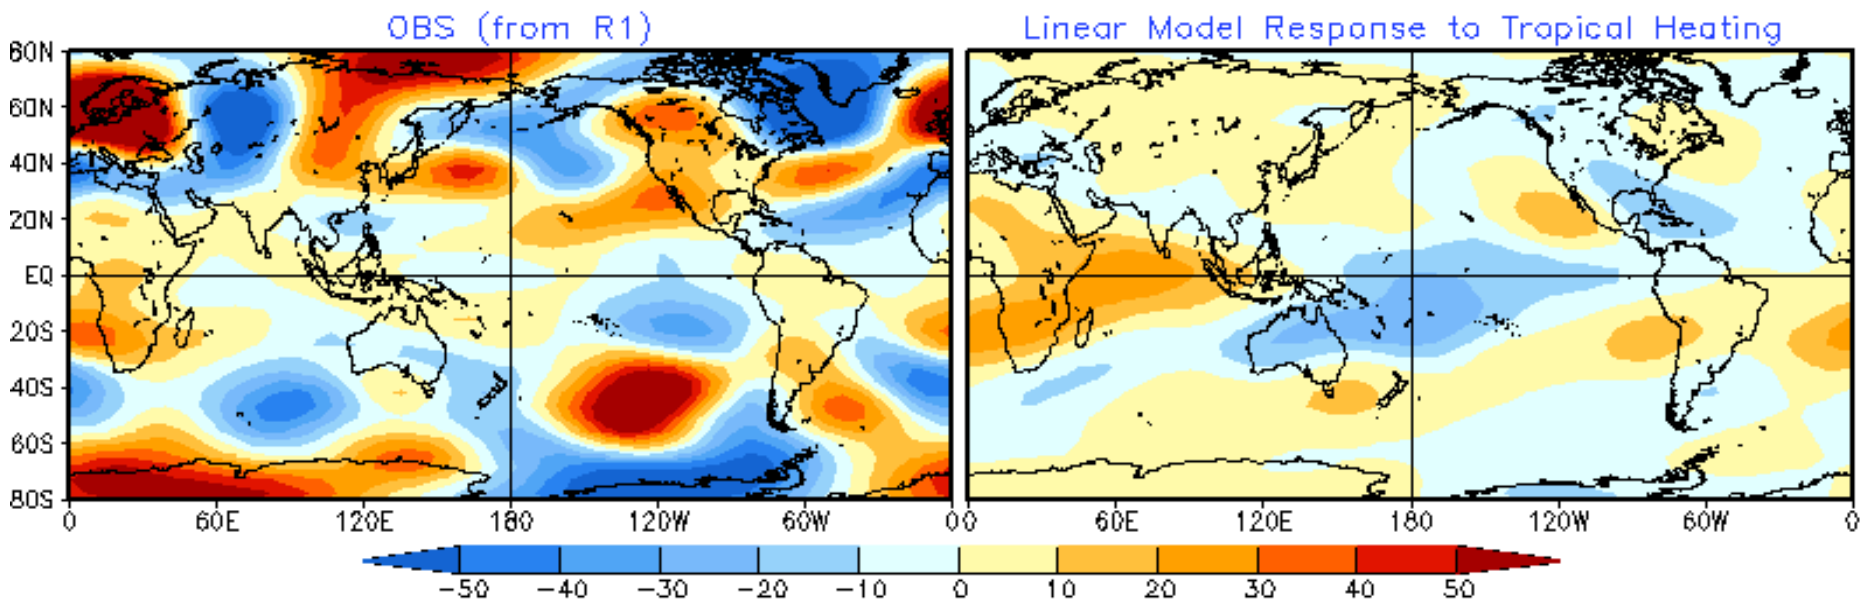 OBS (from R1)
Linear Model Response to Tropical Heating
80N
60N
40N
20N
EQ
20S
40S
60S
80S
0 60E 120E 180 120W 60W 0
0 60E 120E 180 120W 60W 0
-50 -40 -30 -20 -10 0 10 20 30 40 50